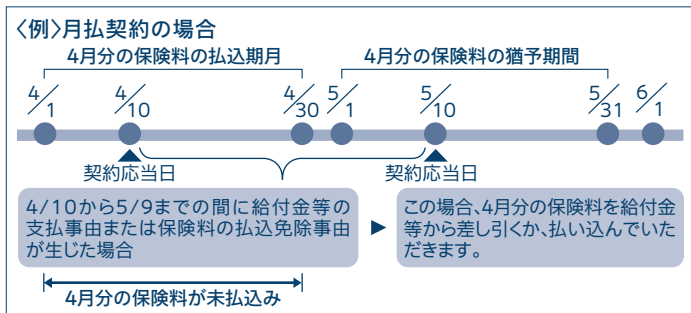 〈例〉月払契約の場合
4月分の保険料の払込期月
4月分の保険料の猶予期間
4/1 4/10 4/30 5/1 5/10 5/31 6/1
契約応当日 契約応当日
4/10から5/9までの間に給付金等の
支払事由または保険料の払込免除事由
が生じた場合
この場合、4月分の保険料を給付金
等から差し引くか、払い込んでいた
だきます。
4月分の保険料が未払込み